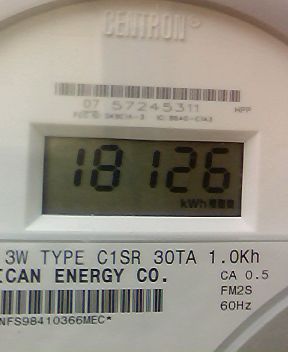 CENTRON®
07 57245311 HPP
18126
kWh
3W TYPE C1SR 30TA 1.0Kh
ICAN ENERGY CO. CA 0.5
FM2S
NFS98410366MEC* 60Hz